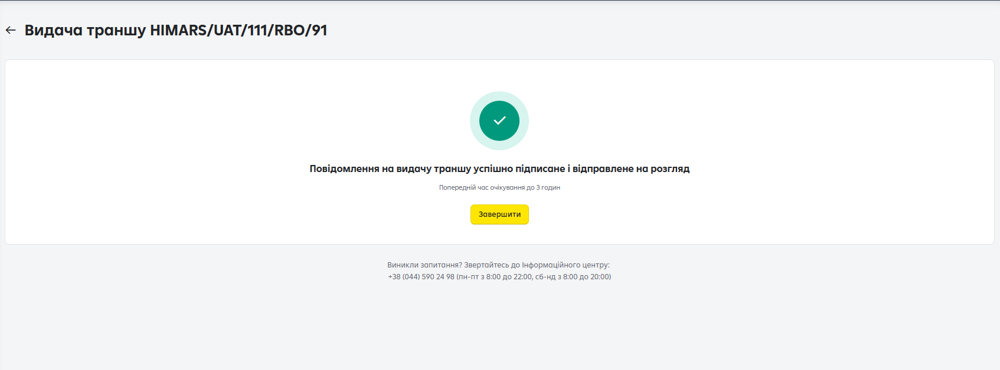 Видача траншу HIMARS/UAT/111/RBO/91
Повідомлення на видачу траншу успішно підписане і відправлене на розгляд
Попередній час очікування до 3 годин
Завершити
Виникли запитання? Звертайтесь до Інформаційного центру:
+38 (044) 590 24 98 (пн-пт з 8:00 до 22:00, сб-нд з 8:00 до 20:00)